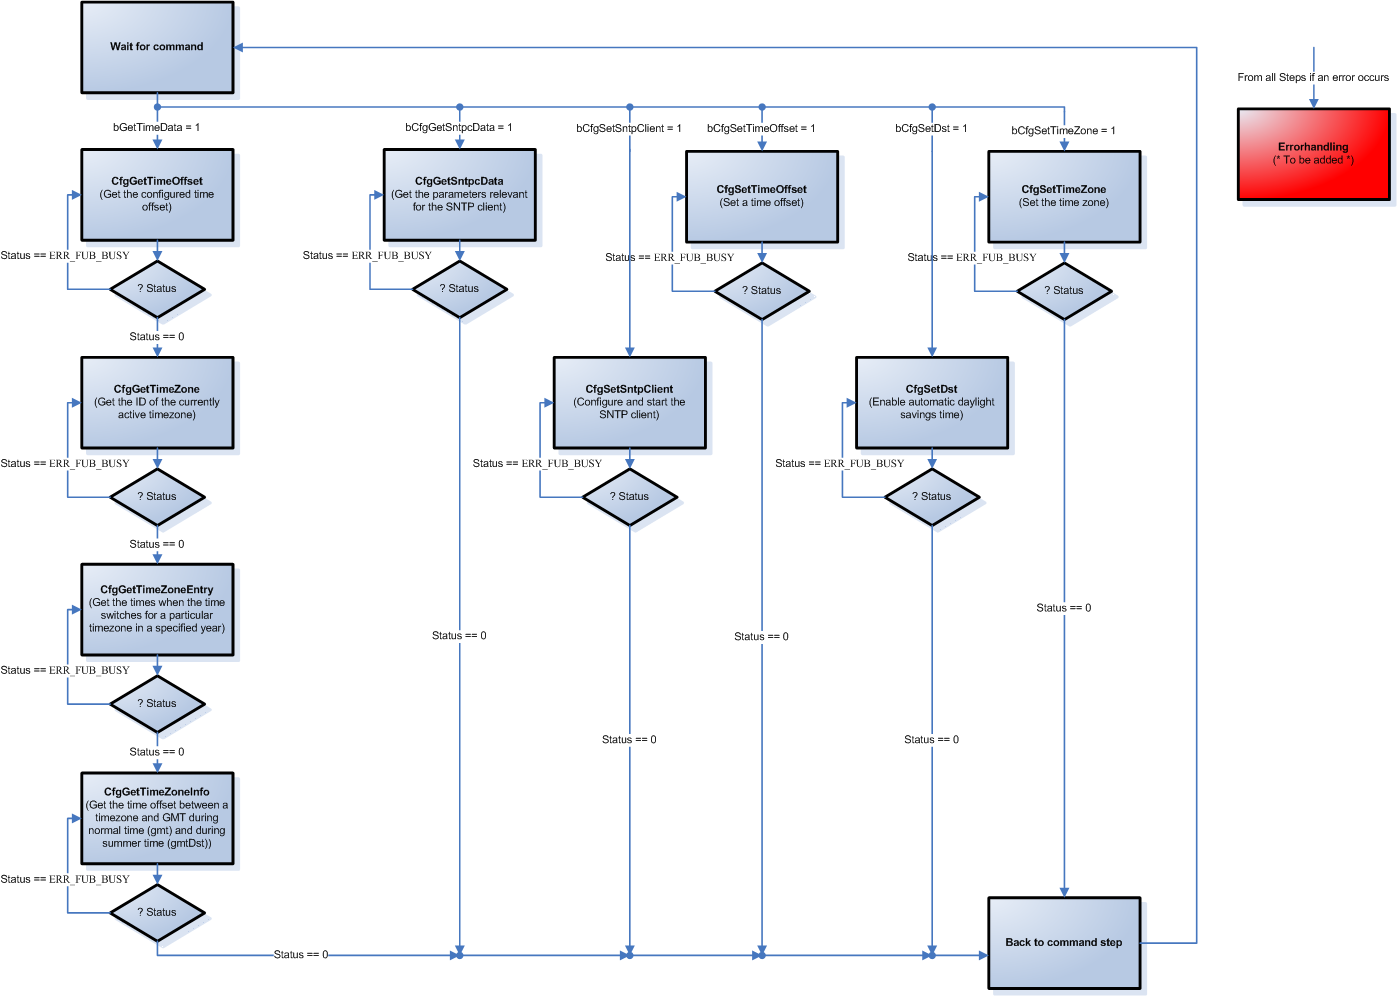 Wait for command
From all Steps if an error occurs
bGetTimeData = 1
bCfgGetSntpcData = 1
bCfgSetSntpClient = 1
bCfgSetTimeOffset = 1
bCfgSetDst = 1
bCfgSetTimeZone = 1
Errorhandling
(* To be added *)
CfgGetTimeOffset
(Get the configured time
offset)
CfgGetSntpcData
(Get the parameters relevant
for the SNTP client)
CfgSetTimeOffset
(Set a time offset)
CfgSetTimeZone
(Set the time zone)
Status == ERR_FUB_BUSY
Status == ERR_FUB_BUSY
Status == ERR_FUB_BUSY
Status == ERR_FUB_BUSY
? Status
? Status
? Status
? Status
Status == 0
CfgGetTimeZone
(Get the ID of the currently
active timezone)
CfgSetSntpClient
(Configure and start the
SNTP client)
CfgSetDst
(Enable automatic daylight
savings time)
Status == ERR_FUB_BUSY
Status == ERR_FUB_BUSY
Status == ERR_FUB_BUSY
? Status
? Status
? Status
Status == 0
CfgGetTimeZoneEntry
(Get the times when the time
switches for a particular
timezone in a specified year)
Status == 0
Status == 0
Status == 0
Status == ERR_FUB_BUSY
? Status
Status == 0
Status == 0
Status == 0
CfgGetTimeZoneInfo
(Get the time offset between a
timezone and GMT during
normal time (gmt) and during
summer time (gmtDst))
Status == ERR_FUB_BUSY
? Status
Status == 0
Back to command step